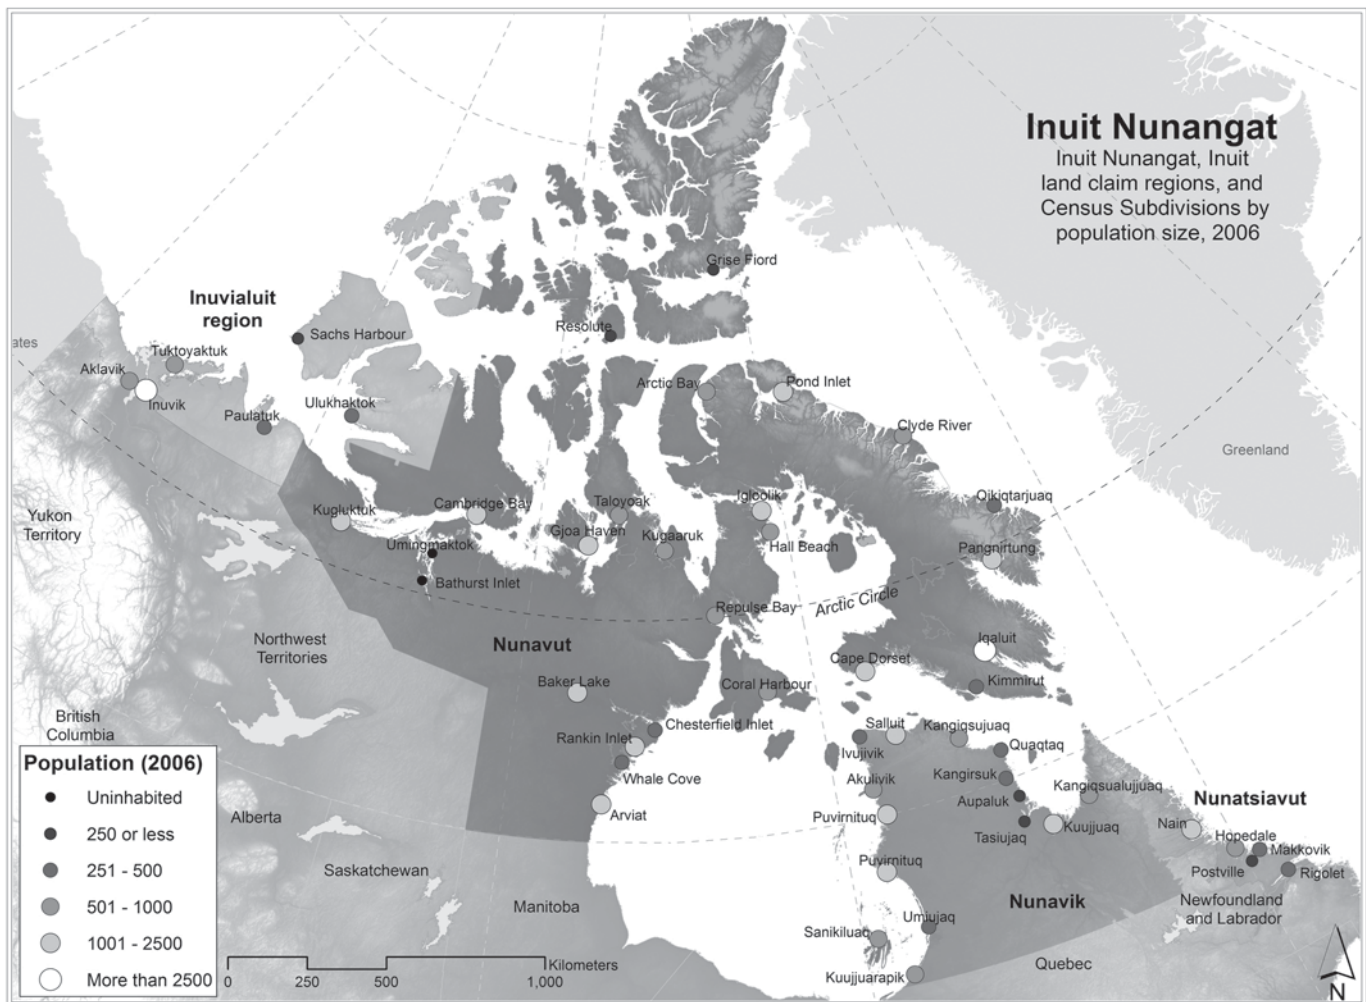 Inuit Nunangat
Inuit Nunangat, Inuit
land claim regions, and
Census Subdivisions by
population size, 2006
Grise Fiord
Inuvialuit
region
Resolute
Sachs Harbour
ates
Tuktoyaktuk
Aklavik
Inuvik
Arctic Bay
Pond Inlet
Ulukhaktok
Paulatuk
Clyde River
Greenland
Qikiqtarjuaq
Igloolik
Taloyoak
Cambridge Bay
Kugluktuk
Yukon
Territory
Gjoa Haven
Kugaaruk
Hall Beach
Pangnirtung
Umingmaktok
Bathurst Inlet
Repulse Bay
Arctic Circle
Northwest
Territories
Nunavut
Iqaluit
Cape Dorset
Kimmirut
Baker Lake
Coral Harbour
British
Columbia
Chesterfield Inlet
Rankin Inlet
Salluit
Kangiqsujuaq
Ivujivik
Quaqtaq
Whale Cove
Akulivik
Kangirsuk
Kangiqsualujjuaq
Aupaluk
Nunatsiavut
Arviat
Puvirnituq
Tasiujaq
Kuujjuaq
Nain
Hopedale
Makkovik
Postville
Rigolet
Alberta
Saskatchewan
Puvirnituq
Manitoba
Nunavik
Newfoundland
and Labrador
Umiujaq
Sanikiluaq
Kuujjuarapik
Quebec
Population (2006)
Uninhabited
250 or less
251 - 500
501 - 1000
1001 - 2500
More than 2500
Kilometers
0 250 500 1,000
N